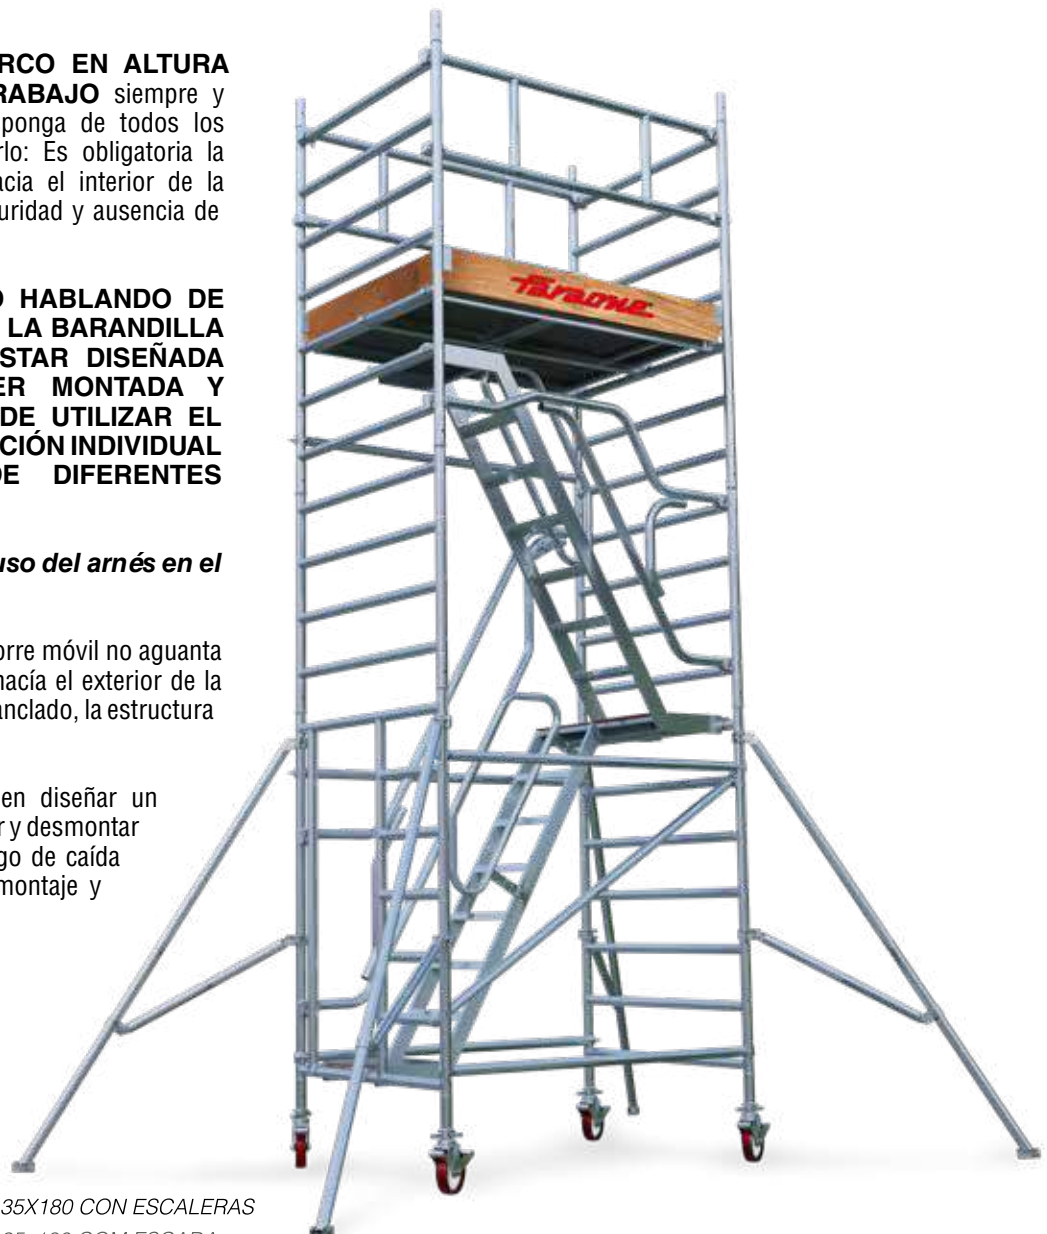 RCO EN ALTURA
RABAJO siempre y
ponga de todos los
rlo: Es obligatoria la
acia el interior de la
uridad y ausencia de
O HABLANDO DE
LA BARANDILLA
STAR DISEÑADA
ER MONTADA Y
DE UTILIZAR EL
CIÓN INDIVIDUAL
DE DIFERENTES
uso del arnés en el
orre móvil no aguanta
hacía el exterior de la
anclado, la estructura
en diseñar un
r y desmontar
go de caída
montaje y
faraone
35X180 CON ESCALERAS